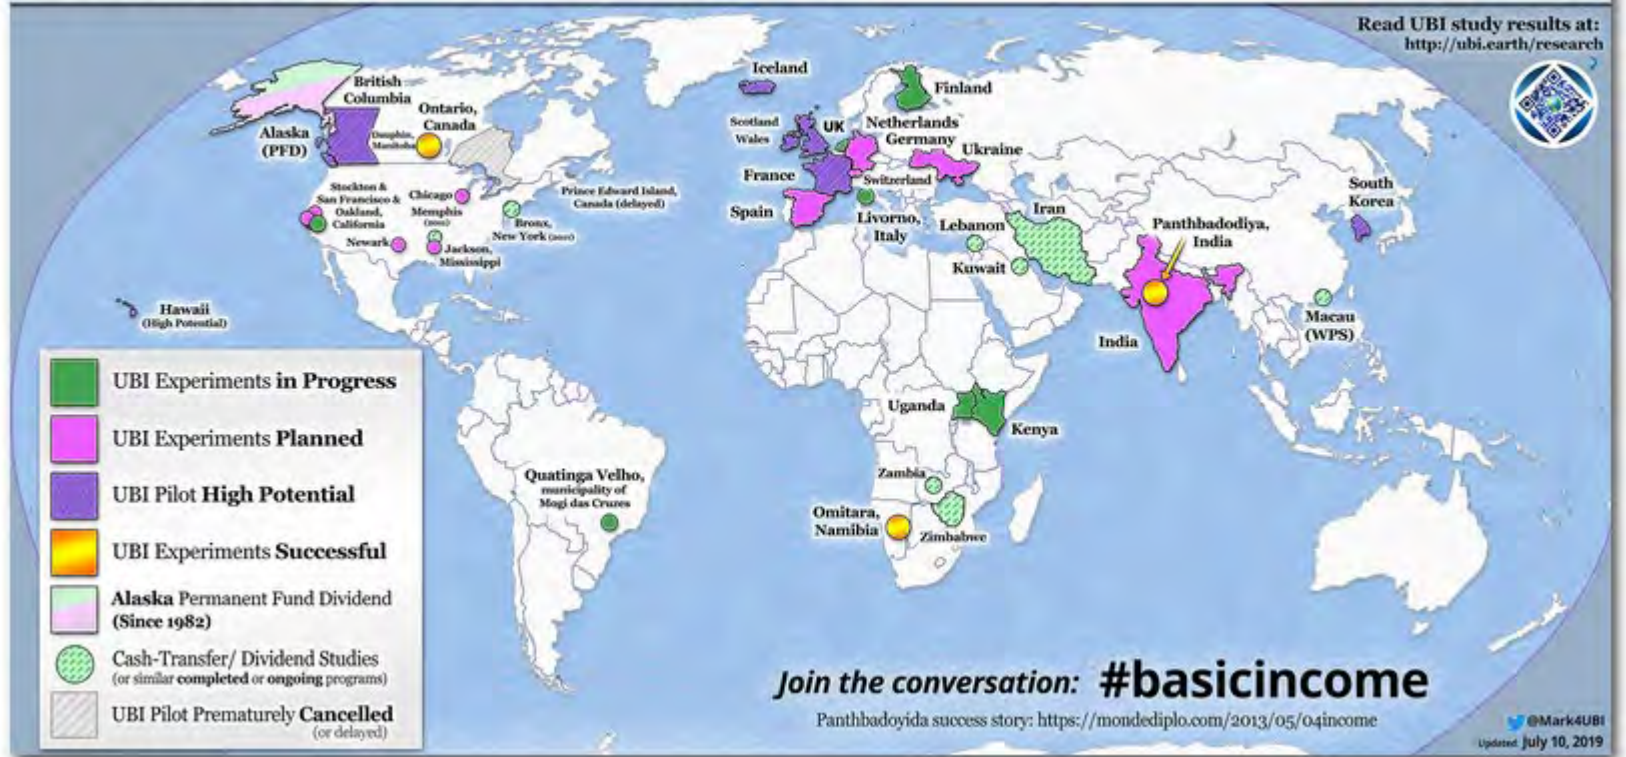 Read UBI study results at:
http://ubi.earth/research
Iceland
Finland
British
Columbia
Ontario,
Canada
Alaska
(PFD)
Dauphin,
Manitoba
Scotland
Wales
UK
Netherlands
Germany
Ukraine
France
Switzerland
Spain
Livorno,
Italy
Prince Edward Island,
Canada (delayed)
Stockton &
San Francisco &
Oakland,
California
Chicago
Memphis
Bronx,
New York
Newark
Jackson,
Mississippi
Lebanon
Iran
Kuwait
Panthbadodiya,
India
South
Korea
Hawaii
(High Potential)
Macau
(WPS)
India
Uganda
Kenya
Zambia
Quatinga Velho,
municipality of
Mogi das Cruzes
Omitara,
Namibia
Zimbabwe
UBI Experiments in Progress
UBI Experiments Planned
UBI Pilot High Potential
UBI Experiments Successful
Alaska Permanent Fund Dividend
(Since 1982)
Cash-Transfer/ Dividend Studies
(or similar completed or ongoing programs)
UBI Pilot Prematurely Cancelled
(or delayed)
Join the conversation: #basicincome
Panthbadoyida success story: https://mondediplo.com/2013/05/04income
@Mark4UBI
Updated: July 10, 2019